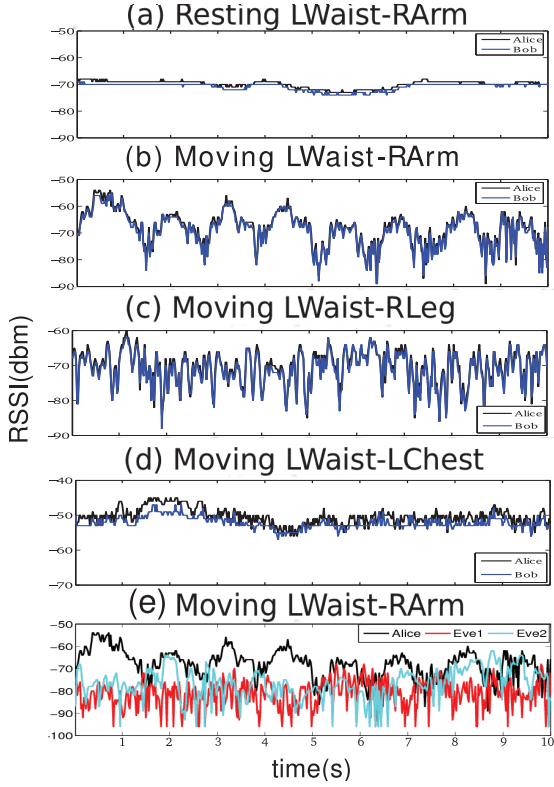 (a) Resting LWaist-RArm
-50
-60
-70
-80
-90
Alice
Bob
(b) Moving LWaist-RArm
-50
-60
-70
-80
-90
Alice
Bob
(c) Moving LWaist-RLeg
-60
-70
-80
-90
Alice
Bob
RSSI(dbm)
(d) Moving LWaist-LChest
-40
-50
-60
-70
Alice
Bob
(e) Moving LWaist-RArm
-50
-60
-70
-80
-90
-100
Alice Eve1 Eve2
1 2 3 4 5 6 7 8 9 10
time(s)